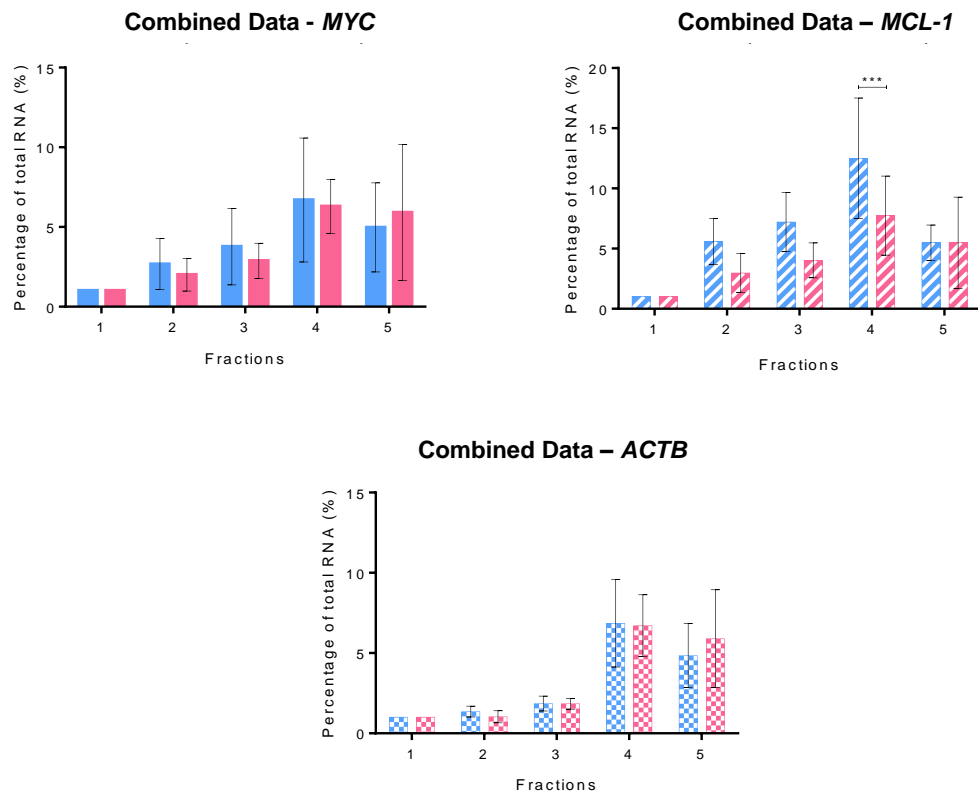 Combined Data - MYC
Percentage of total RNA (%)
15
10
5
0
1 2 3 4 5
Fractions
Combined Data – MCL-1
Percentage of total RNA (%)
20
15
10
5
0
***
1 2 3 4 5
Fractions
Combined Data – ACTB
Percentage of total RNA (%)
15
10
5
0
1 2 3 4 5
Fractions